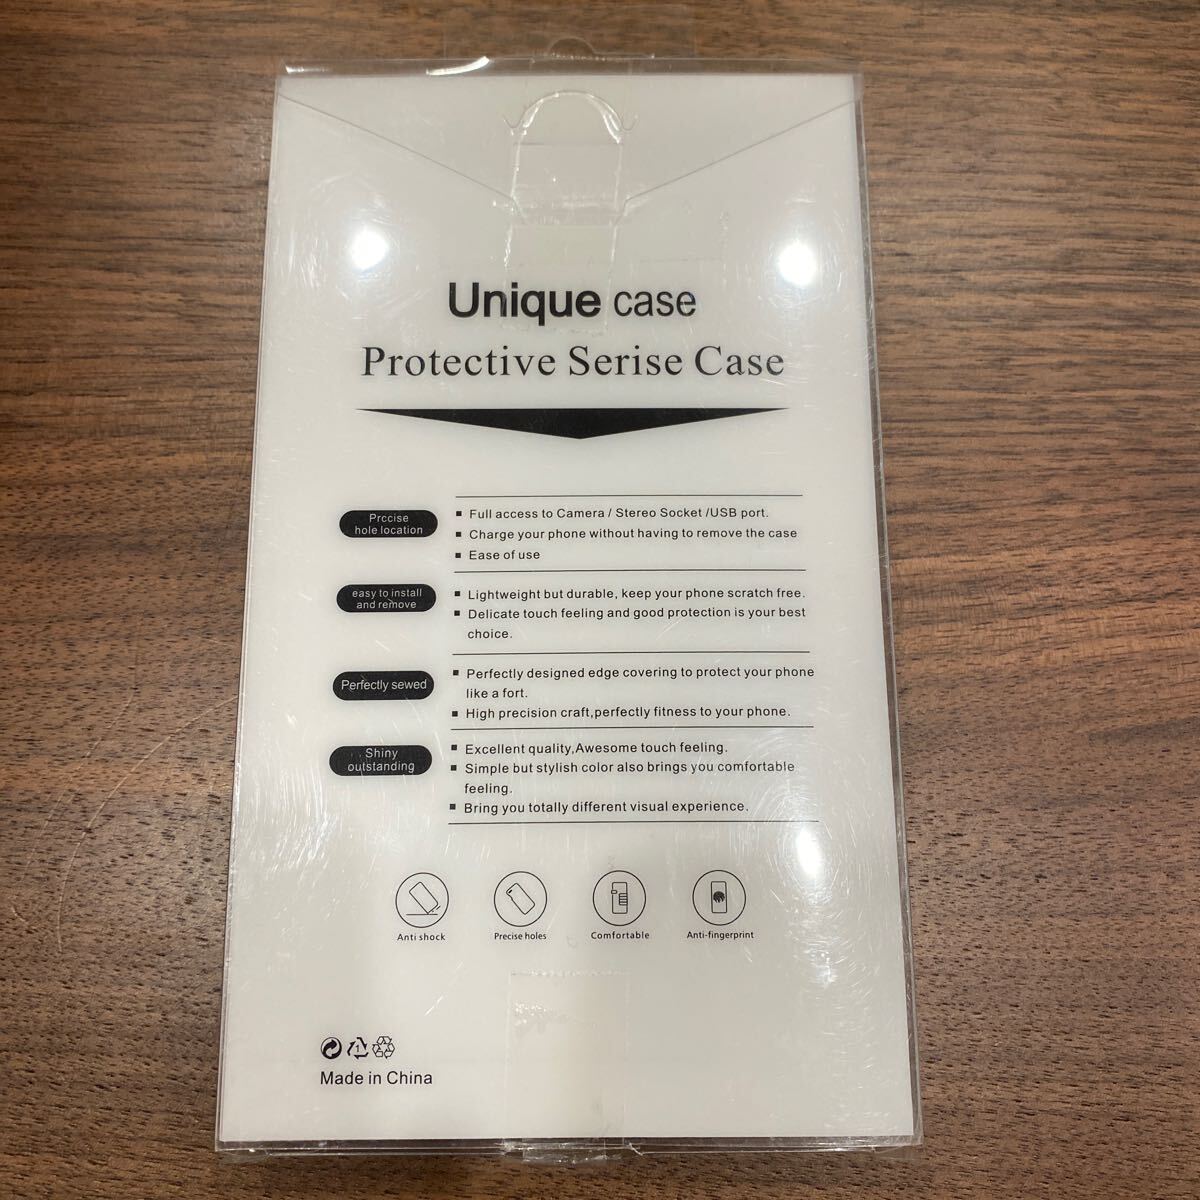 Unique case
Protective Serise Case
Prccise
hole location
▪ Full access to Camera / Stereo Socket /USB port.
▪ Charge your phone without having to remove the case
▪ Ease of use
easy to install
and remove
▪ Lightweight but durable, keep your phone scratch free.
▪ Delicate touch feeling and good protection is your best
choice.
Perfectly sewed
▪ Perfectly designed edge covering to protect your phone
like a fort.
▪ High precision craft,perfectly fitness to your phone.
Shiny
outstanding
▪ Excellent quality,Awesome touch feeling.
▪ Simple but stylish color also brings you comfortable
feeling.
▪ Bring you totally different visual experience.
Anti shock
Precise holes
Comfortable
Anti-fingerprint
1
Made in China